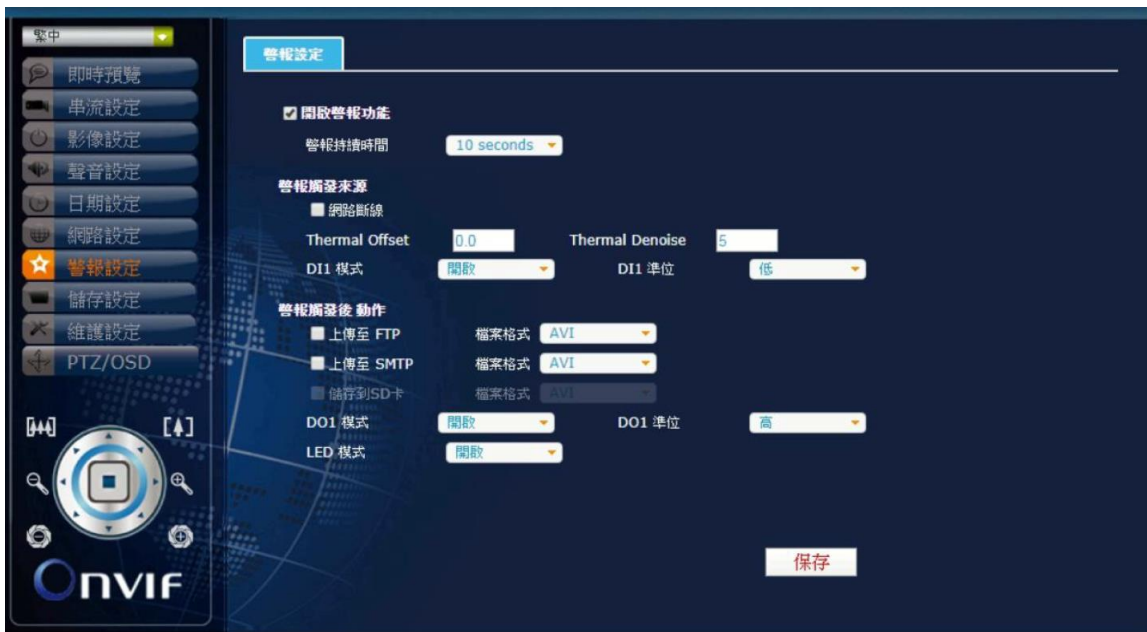 繁中
即時預覽
串流設定
影像設定
聲音設定
日期設定
網路設定
警報設定
儲存設定
維護設定
PTZ/OSD
Onvif
警報設定
開啟警報功能
警報持續時間 10 seconds
警報觸發來源
網路斷線
Thermal Offset 0.0 Thermal Denoise 5
DI1 模式 開啟 DI1 準位 低
警報觸發後 動作
上傳至 FTP 檔案格式 AVI
上傳至 SMTP 檔案格式 AVI
儲存到SD卡 檔案格式 AVI
DO1 模式 開啟 DO1 準位 高
LED 模式 開啟
保存